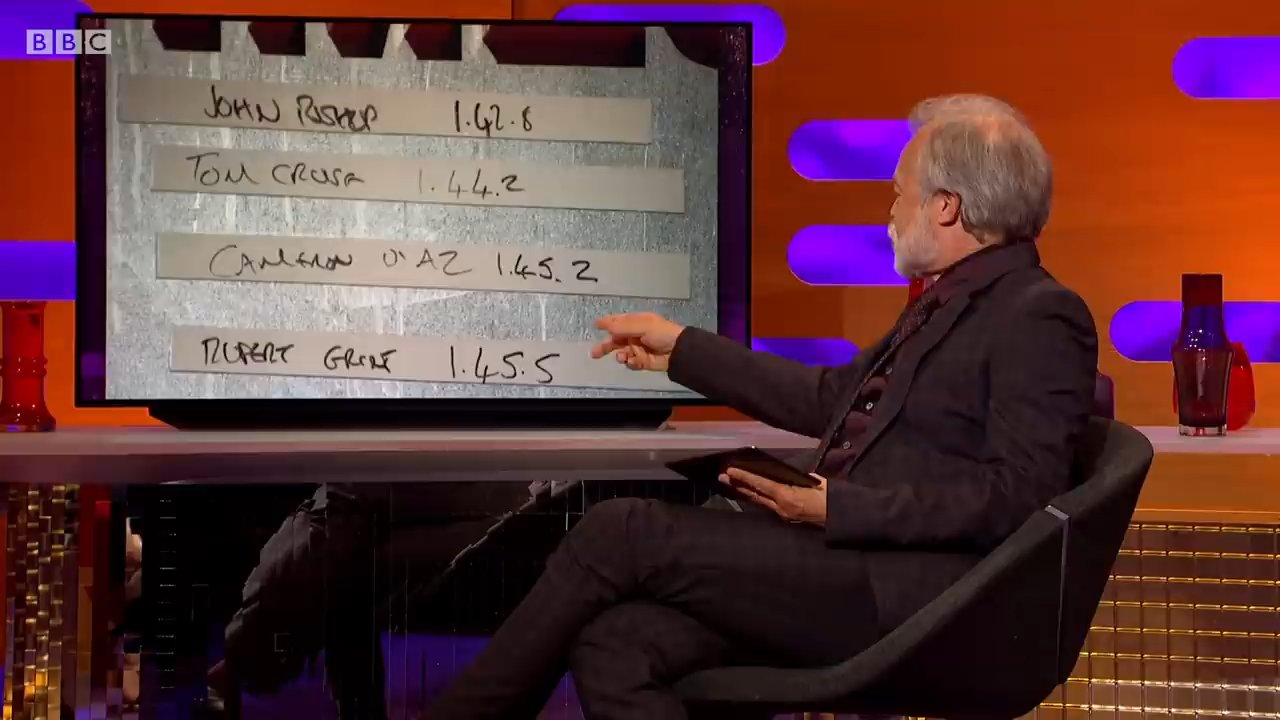 BBC
JOHN BISHOP 1.42.8
TOM CRUISE 1.44.2
CAMERON DIAZ 1.45.2
RUPERT GRINT 1.45.5